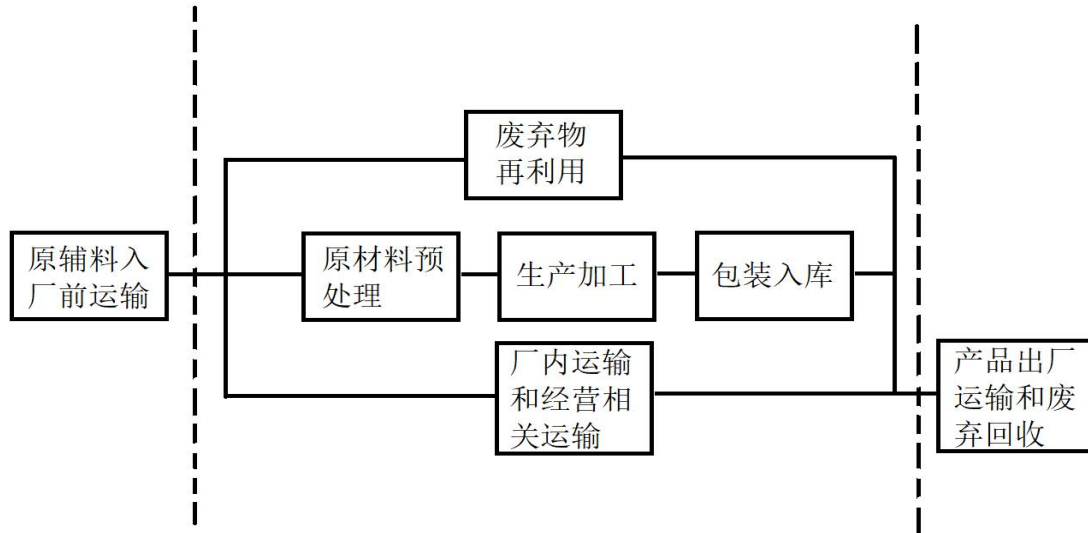 废弃物
再利用
原辅料入
厂前运输
原材料预
处理
生产加工
包装入库
厂内运输
和经营相
关运输
产品出厂
运输和废
弃回收